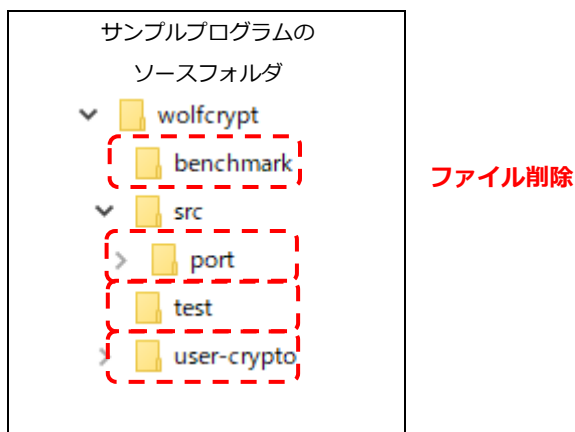 サンプルプログラムの
ソースフォルダ
wolfcrypt
benchmark
ファイル削除
src
port
test
user-crypto